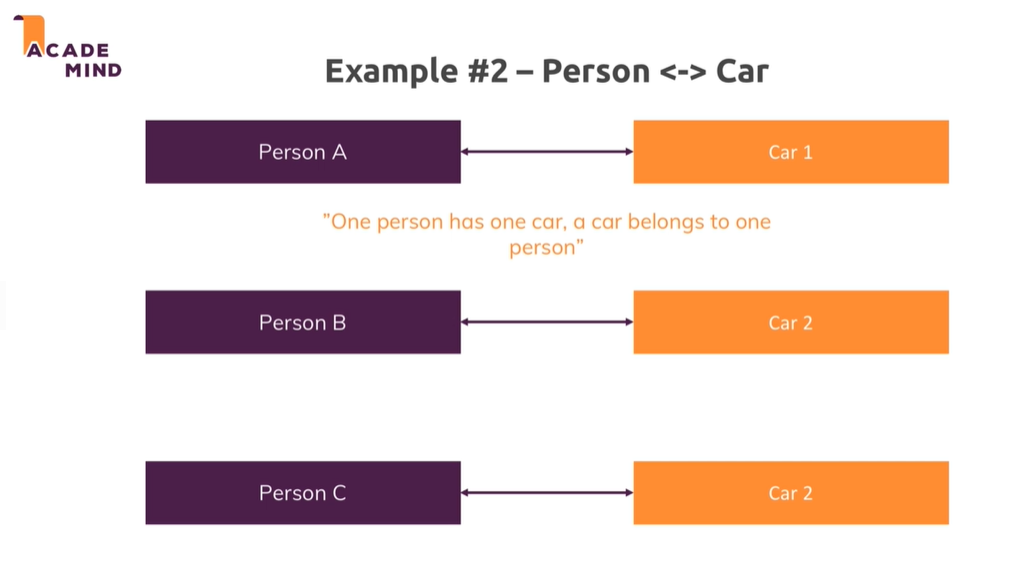 ACADE
MIND
Example #2 – Person <-> Car
Person A
Car 1
”One person has one car, a car belongs to one
person”
Person B
Car 2
Person C
Car 2